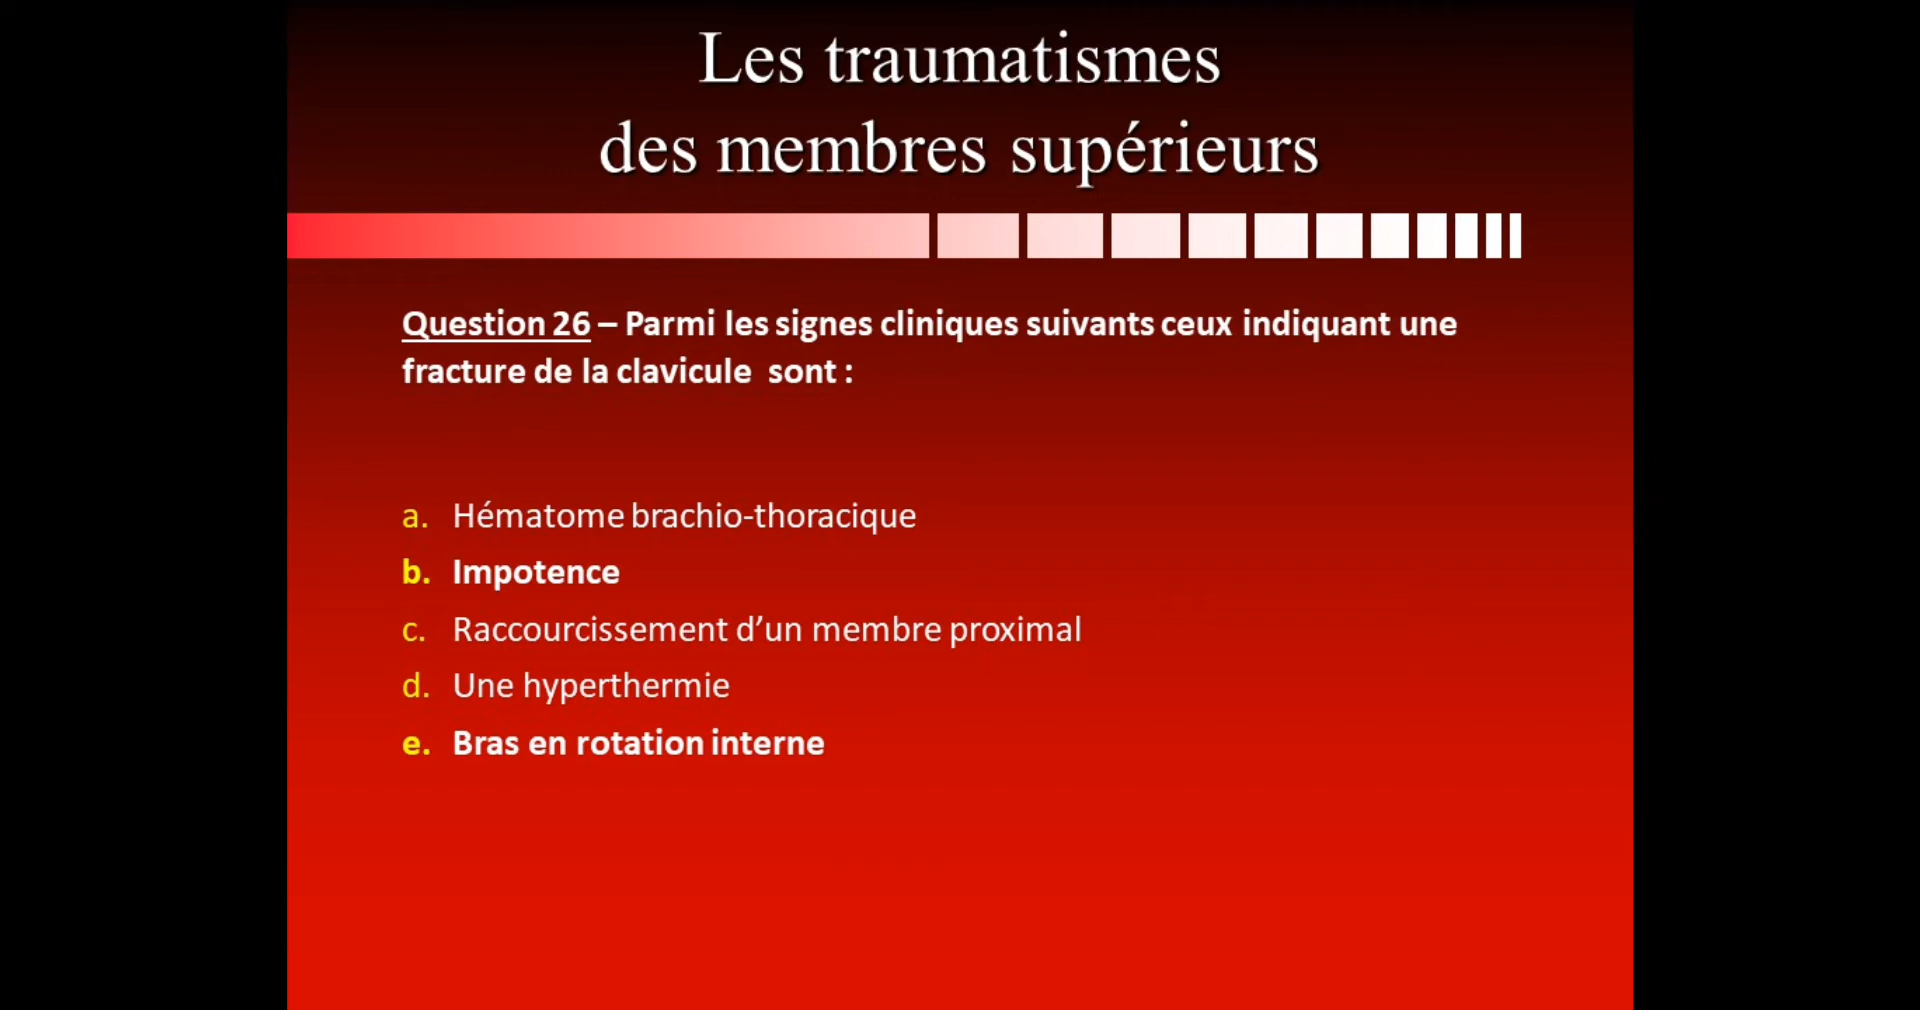 Les traumatismes
des membres supérieurs
Question 26 – Parmi les signes cliniques suivants ceux indiquant une
fracture de la clavicule sont :
a. Hématome brachio-thoracique
b. Impotence
c. Raccourcissement d’un membre proximal
d. Une hyperthermie
e. Bras en rotation interne